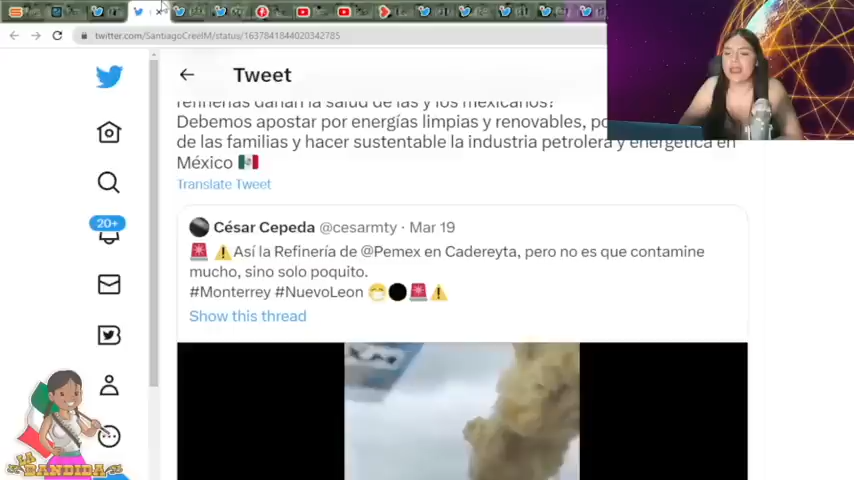 twitter.com/SantiagoCreelM/status/1637841844020342785
Tweet
refinerías dañan la salud de las y los mexicanos?
Debemos apostar por energías limpias y renovables,
de las familias y hacer sustentable la industria petrolera y energética en
México 🇲🇽
Translate Tweet
20+
César Cepeda @cesarmty · Mar 19
🚨 ⚠️Así la Refinería de @Pemex en Cadereyta, pero no es que contamine
mucho, sino solo poquito.
#Monterrey #NuevoLeon 😷⚫🚨⚠️
Show this thread
LA
BANDIDA